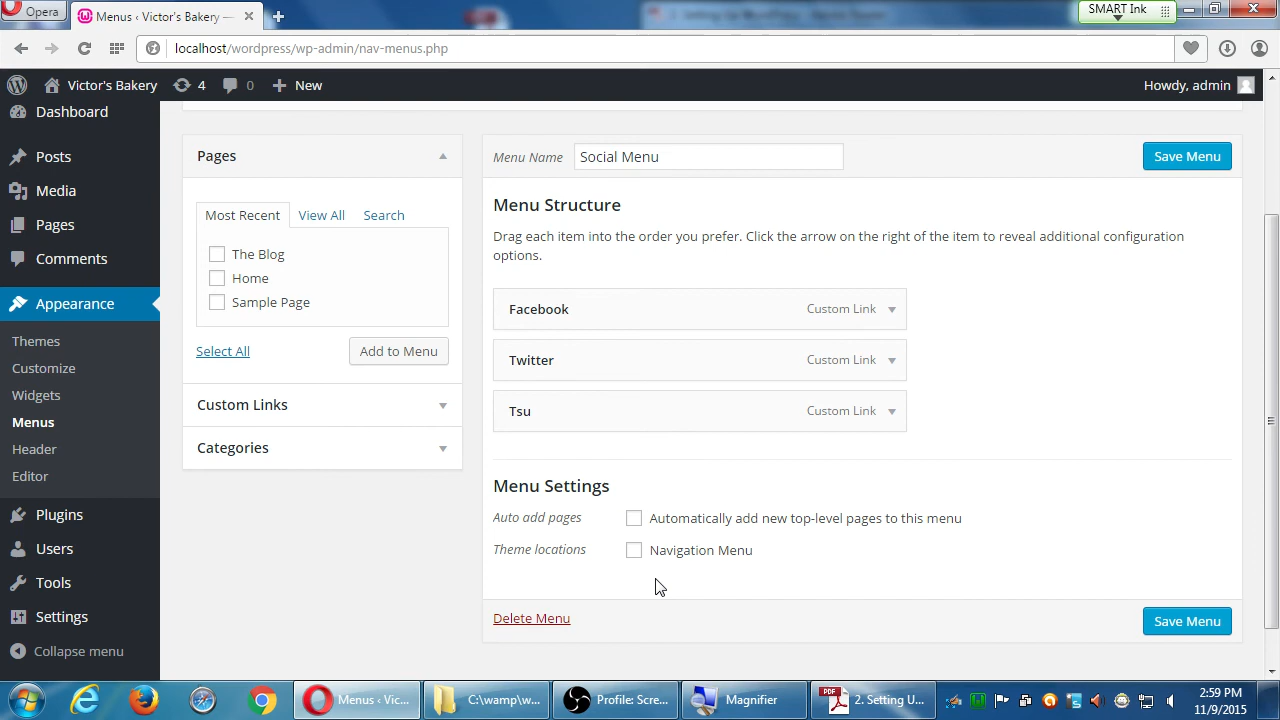 Opera
Menus ‹ Victor's Bakery —
SMART Ink
localhost/wordpress/wp-admin/nav-menus.php
Victor's Bakery
4
0
New
Howdy, admin
Dashboard
Posts
Media
Pages
Comments
Appearance
Themes
Customize
Widgets
Menus
Header
Editor
Plugins
Users
Tools
Settings
Collapse menu
Pages
Most Recent
View All
Search
The Blog
Home
Sample Page
Select All
Add to Menu
Custom Links
Categories
Menu Name
Social Menu
Save Menu
Menu Structure
Drag each item into the order you prefer. Click the arrow on the right of the item to reveal additional configuration
options.
Facebook
Custom Link
Twitter
Custom Link
Tsu
Custom Link
Menu Settings
Auto add pages
Automatically add new top-level pages to this menu
Theme locations
Navigation Menu
Delete Menu
Save Menu
Menus ‹ Vic...
C:\wamp\w...
Profile: Scre...
Magnifier
PDF
2. Setting U...
2:59 PM
11/9/2015